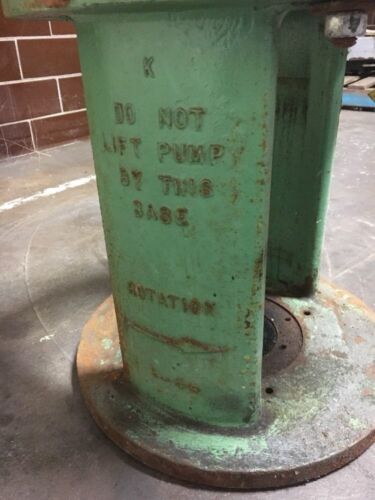 K
DO NOT
LIFT PUMP
BY THIS
BASE
ROTATION